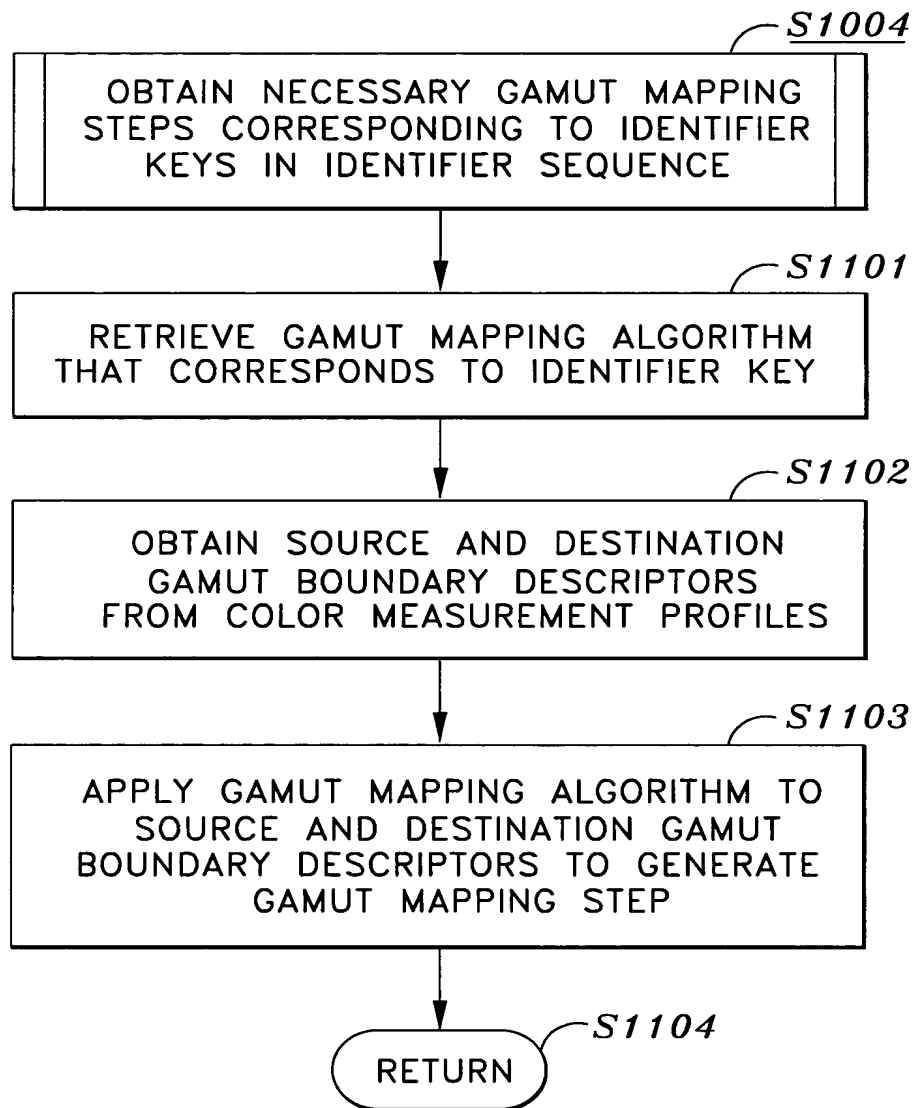 S1004
OBTAIN NECESSARY GAMUT MAPPING
STEPS CORRESPONDING TO IDENTIFIER
KEYS IN IDENTIFIER SEQUENCE
S1101
RETRIEVE GAMUT MAPPING ALGORITHM
THAT CORRESPONDS TO IDENTIFIER KEY
S1102
OBTAIN SOURCE AND DESTINATION
GAMUT BOUNDARY DESCRIPTORS
FROM COLOR MEASUREMENT PROFILES
S1103
APPLY GAMUT MAPPING ALGORITHM TO
SOURCE AND DESTINATION GAMUT
BOUNDARY DESCRIPTORS TO GENERATE
GAMUT MAPPING STEP
S1104
RETURN